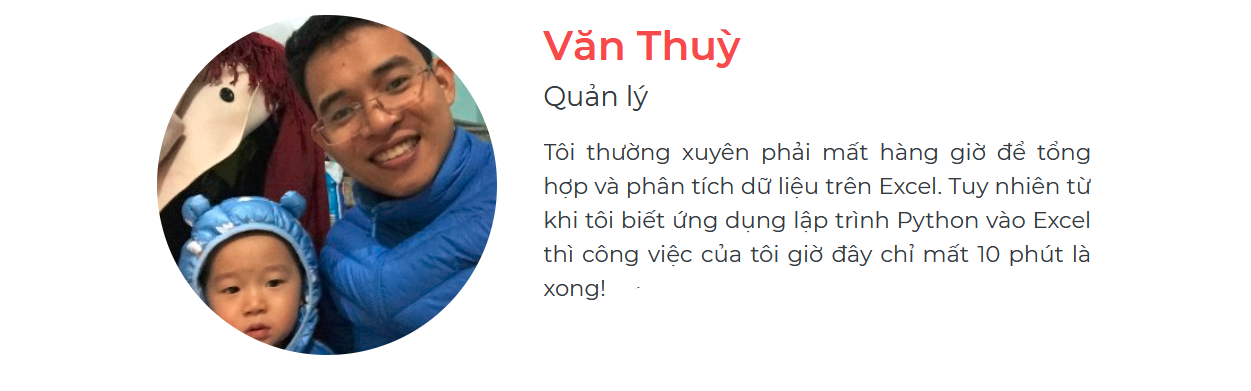 Văn Thuỳ
Quản lý
Tôi thường xuyên phải mất hàng giờ để tổng
hợp và phân tích dữ liệu trên Excel. Tuy nhiên từ
khi tôi biết ứng dụng lập trình Python vào Excel
thì công việc của tôi giờ đây chỉ mất 10 phút là
xong!